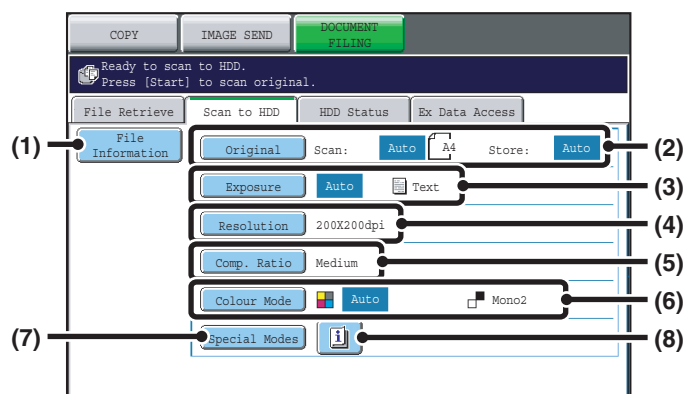 COPY
IMAGE SEND
DOCUMENT
FILING
Ready to scan to HDD.
Press [Start] to scan original.
File Retrieve
Scan to HDD
HDD Status
Ex Data Access
(1)
File
Information
Original Scan: Auto A4 Store: Auto
(2)
Exposure Auto Text
(3)
Resolution 200X200dpi
(4)
Comp. Ratio Medium
(5)
Colour Mode Auto Mono2
(6)
(7)
Special Modes
(8)